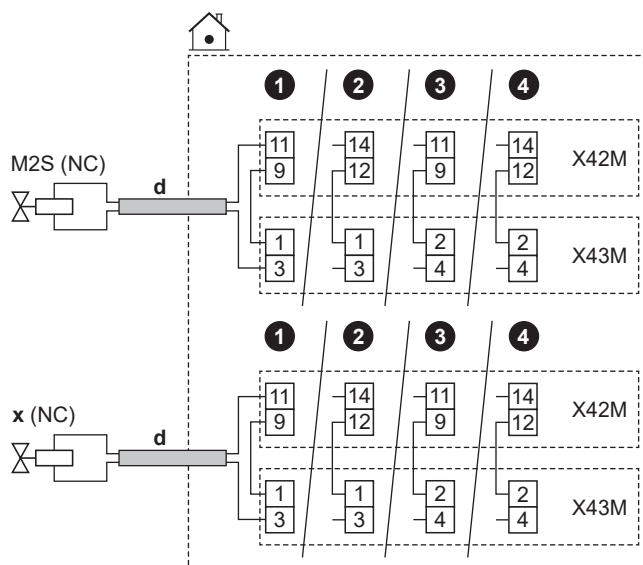 1 2 3 4
11 14 11 14 X42M
M2S (NC) 9 12 9 12
d
1 1 2 2 X43M
3 3 4 4
1 2 3 4
11 14 11 14 X42M
x (NC) 9 12 9 12
d
1 1 2 2 X43M
3 3 4 4